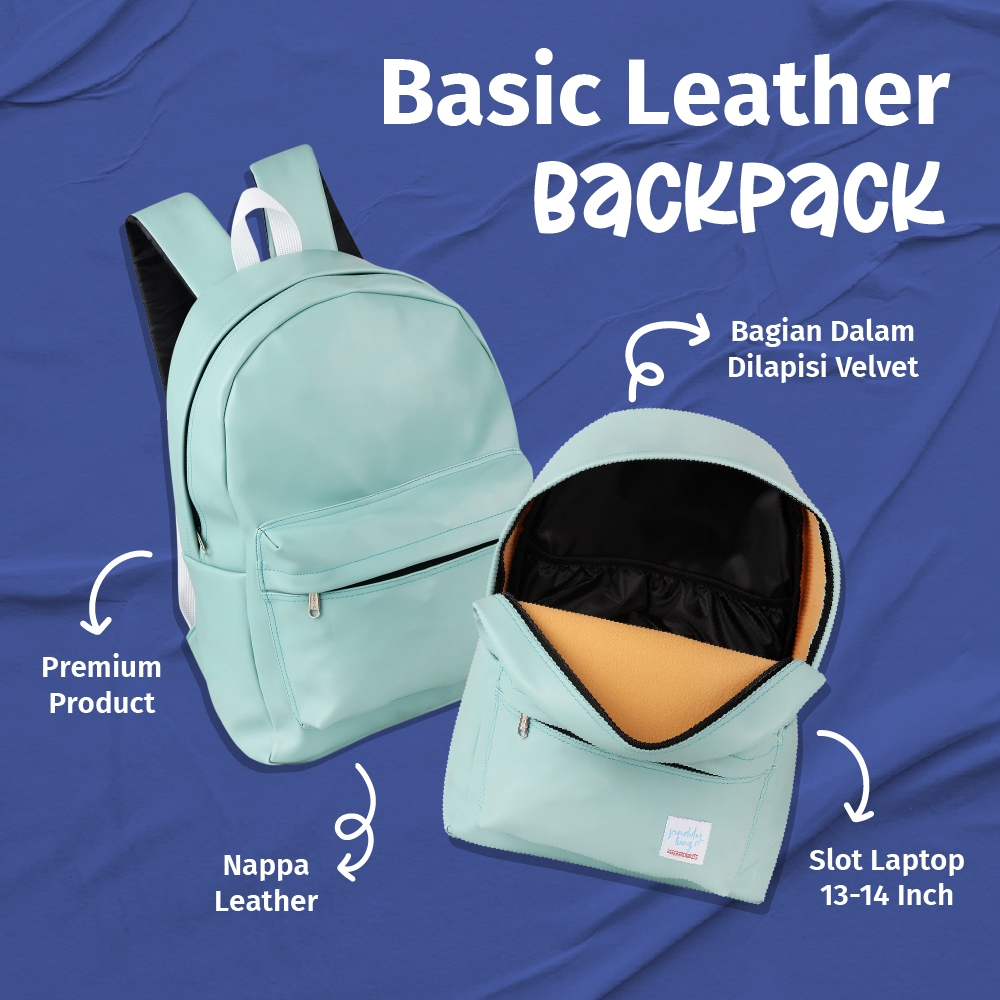 Basic Leather
BACKPACK
Bagian Dalam
Dilapisi Velvet
Premium
Product
Nappa
Leather
Slot Laptop
13-14 Inch